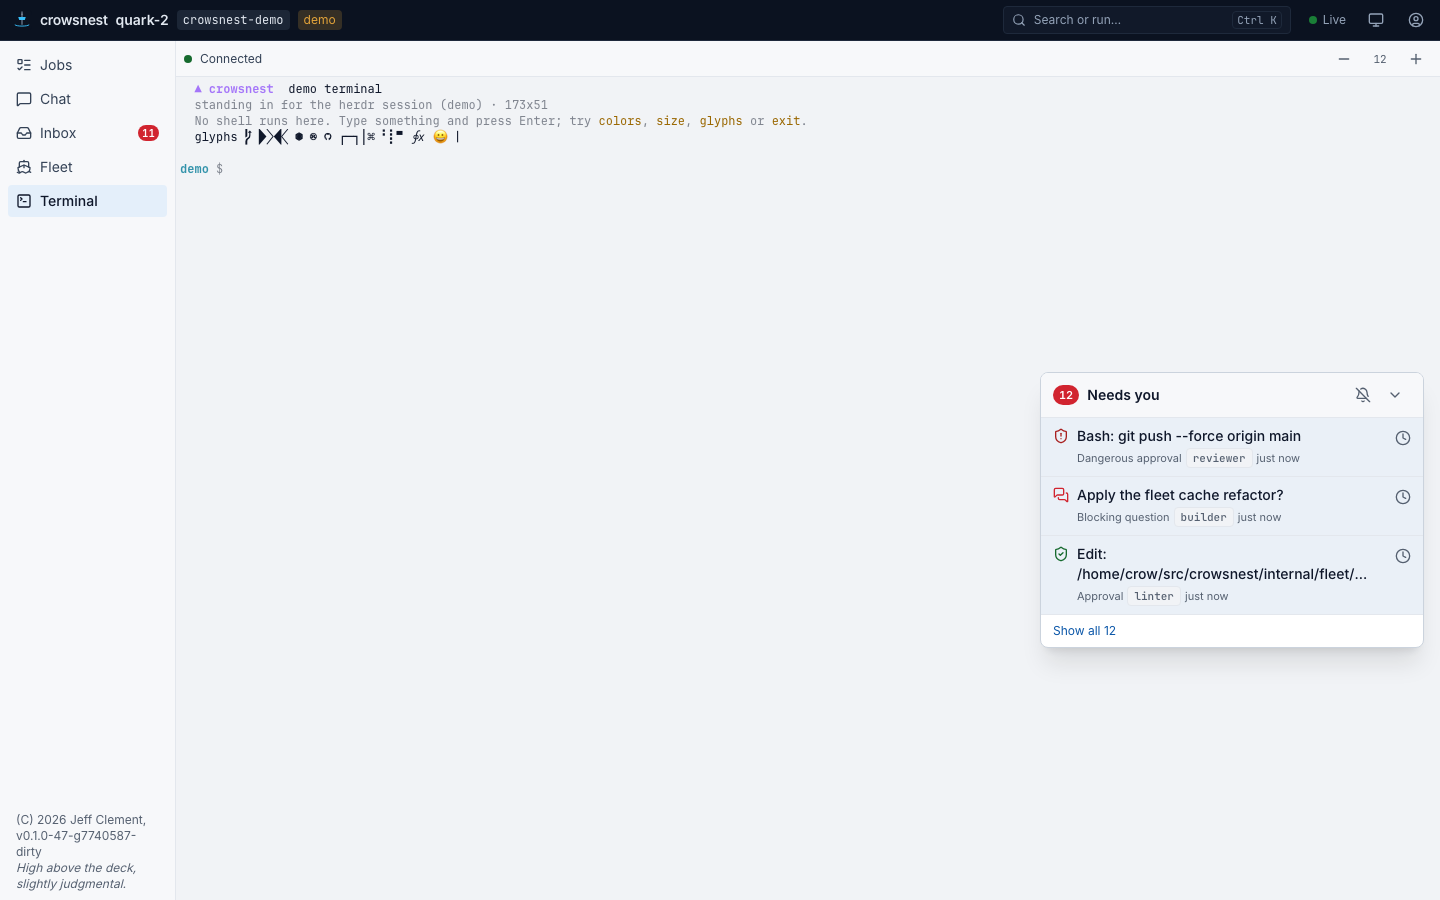 crowsnest quark-2 crowsnest-demo demo
Search or run... Ctrl K
Live
Jobs
Chat
Inbox 11
Fleet
Terminal
Connected
12
▲ crowsnest demo terminal
standing in for the herdr session (demo) · 173x51
No shell runs here. Type something and press Enter; try colors, size, glyphs or exit.
glyphs
demo $
12 Needs you
Bash: git push --force origin main
Dangerous approval reviewer just now
Apply the fleet cache refactor?
Blocking question builder just now
Edit:
/home/crow/src/crowsnest/internal/fleet/...
Approval linter just now
Show all 12
(C) 2026 Jeff Clement,
v0.1.0-47-g7740587-
dirty
High above the deck,
slightly judgmental.